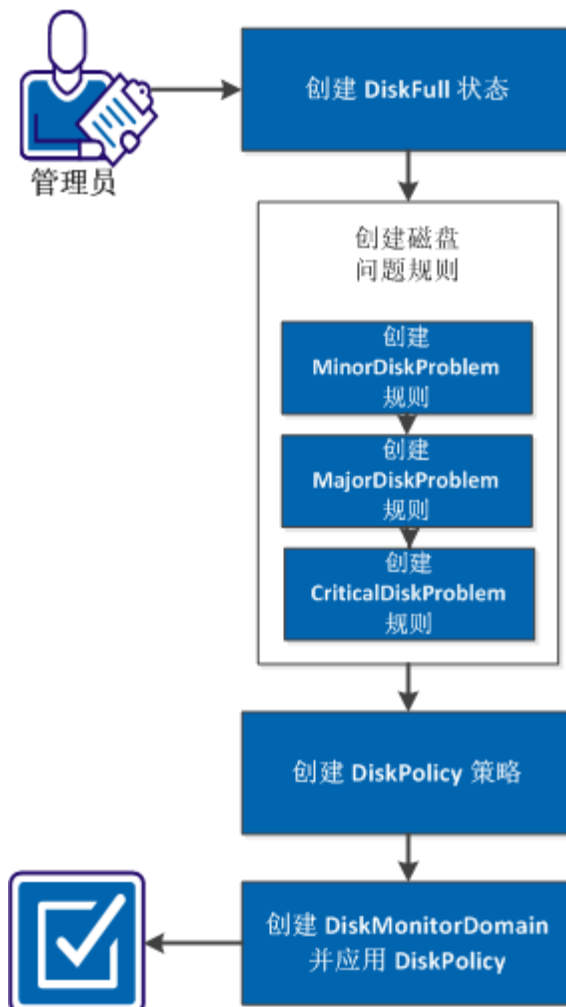 管理员
创建 DiskFull 状态
创建磁盘
问题规则
创建
MinorDiskProblem
规则
创建
MajorDiskProblem
规则
创建
CriticalDiskProblem
规则
创建 DiskPolicy 策略
创建 DiskMonitorDomain
并应用 DiskPolicy